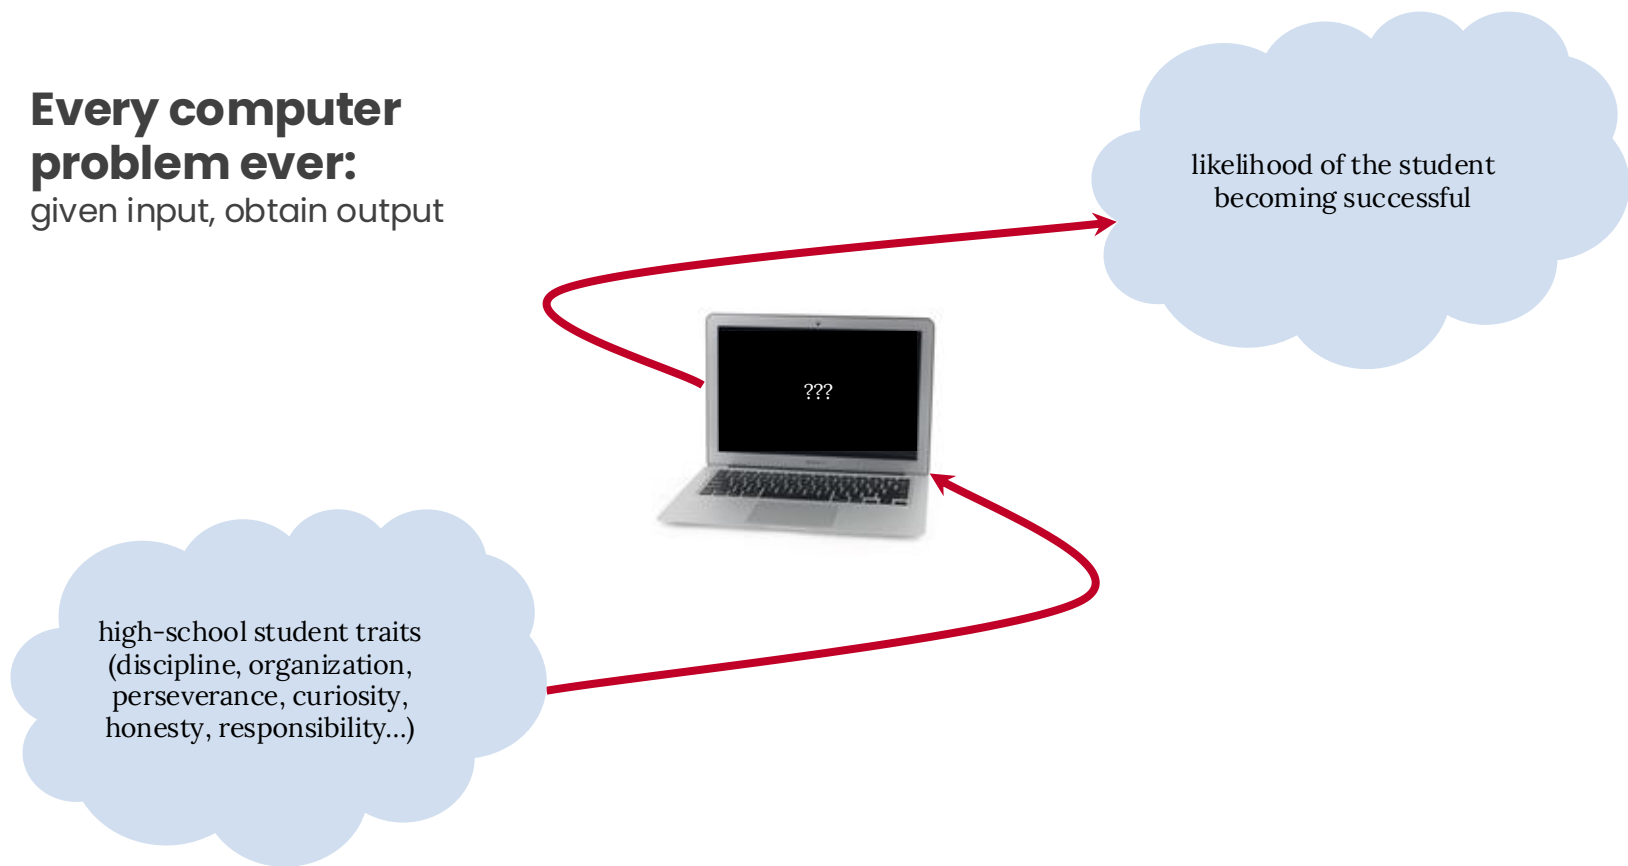 Every computer
problem ever:
given input, obtain output
likelihood of the student
becoming successful
???
high-school student traits
(discipline, organization,
perseverance, curiosity,
honesty, responsibility...)